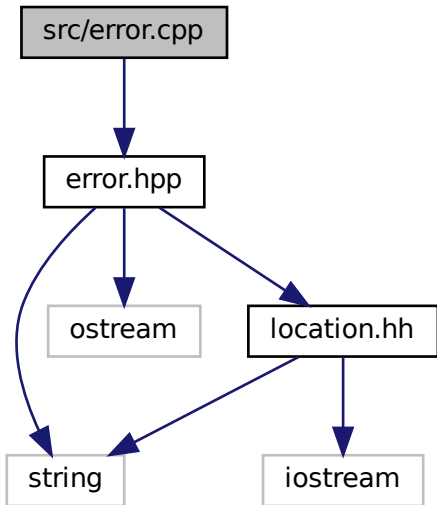 src/error.cpp
error.hpp
ostream
location.hh
string
iostream